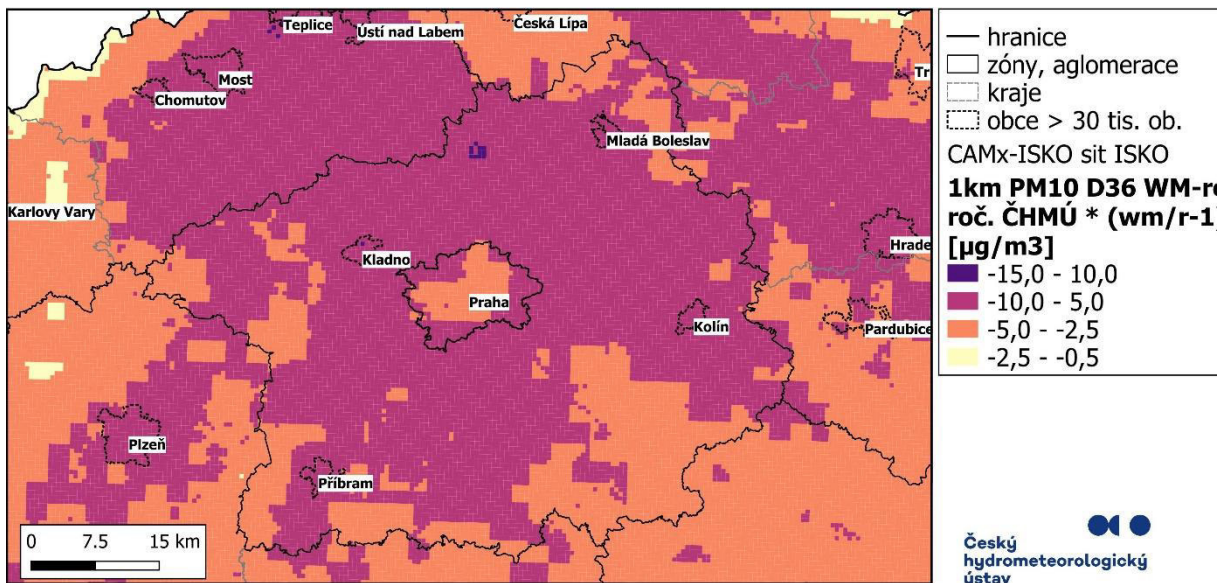 Teplice
Ústí nad Labem
Česká Lípa
Most
Chomutov
Tr
Mladá Boleslav
Karlovy Vary
Hrade
Kladno
Praha
Kolín
Pardubice
Plzeň
Příbram
0 7.5 15 km
hranice
zóny, aglomerace
kraje
obce > 30 tis. ob.
CAMx-ISKO sit ISKO
1km PM10 D36 WM-ro
roč. ČHMÚ * (wm/r-1)
[µg/m3]
-15,0 - 10,0
-10,0 - 5,0
-5,0 - -2,5
-2,5 - -0,5
Český
hydrometeorologický
ústav